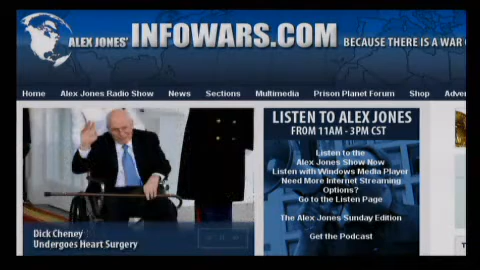 ALEX JONES' INFOWARS.COM BECAUSE THERE IS A WAR
Home Alex Jones Radio Show News Sections Multimedia Prison Planet Forum Shop
LISTEN TO ALEX JONES
FROM 11AM - 3PM CST
Listen to the
Alex Jones Show Now
Listen with Windows Media Player
Need More Internet Streaming
Options?
Go to the Listen Page
The Alex Jones Sunday Edition
Get the Podcast
Dick Cheney
Undergoes Heart Surgery